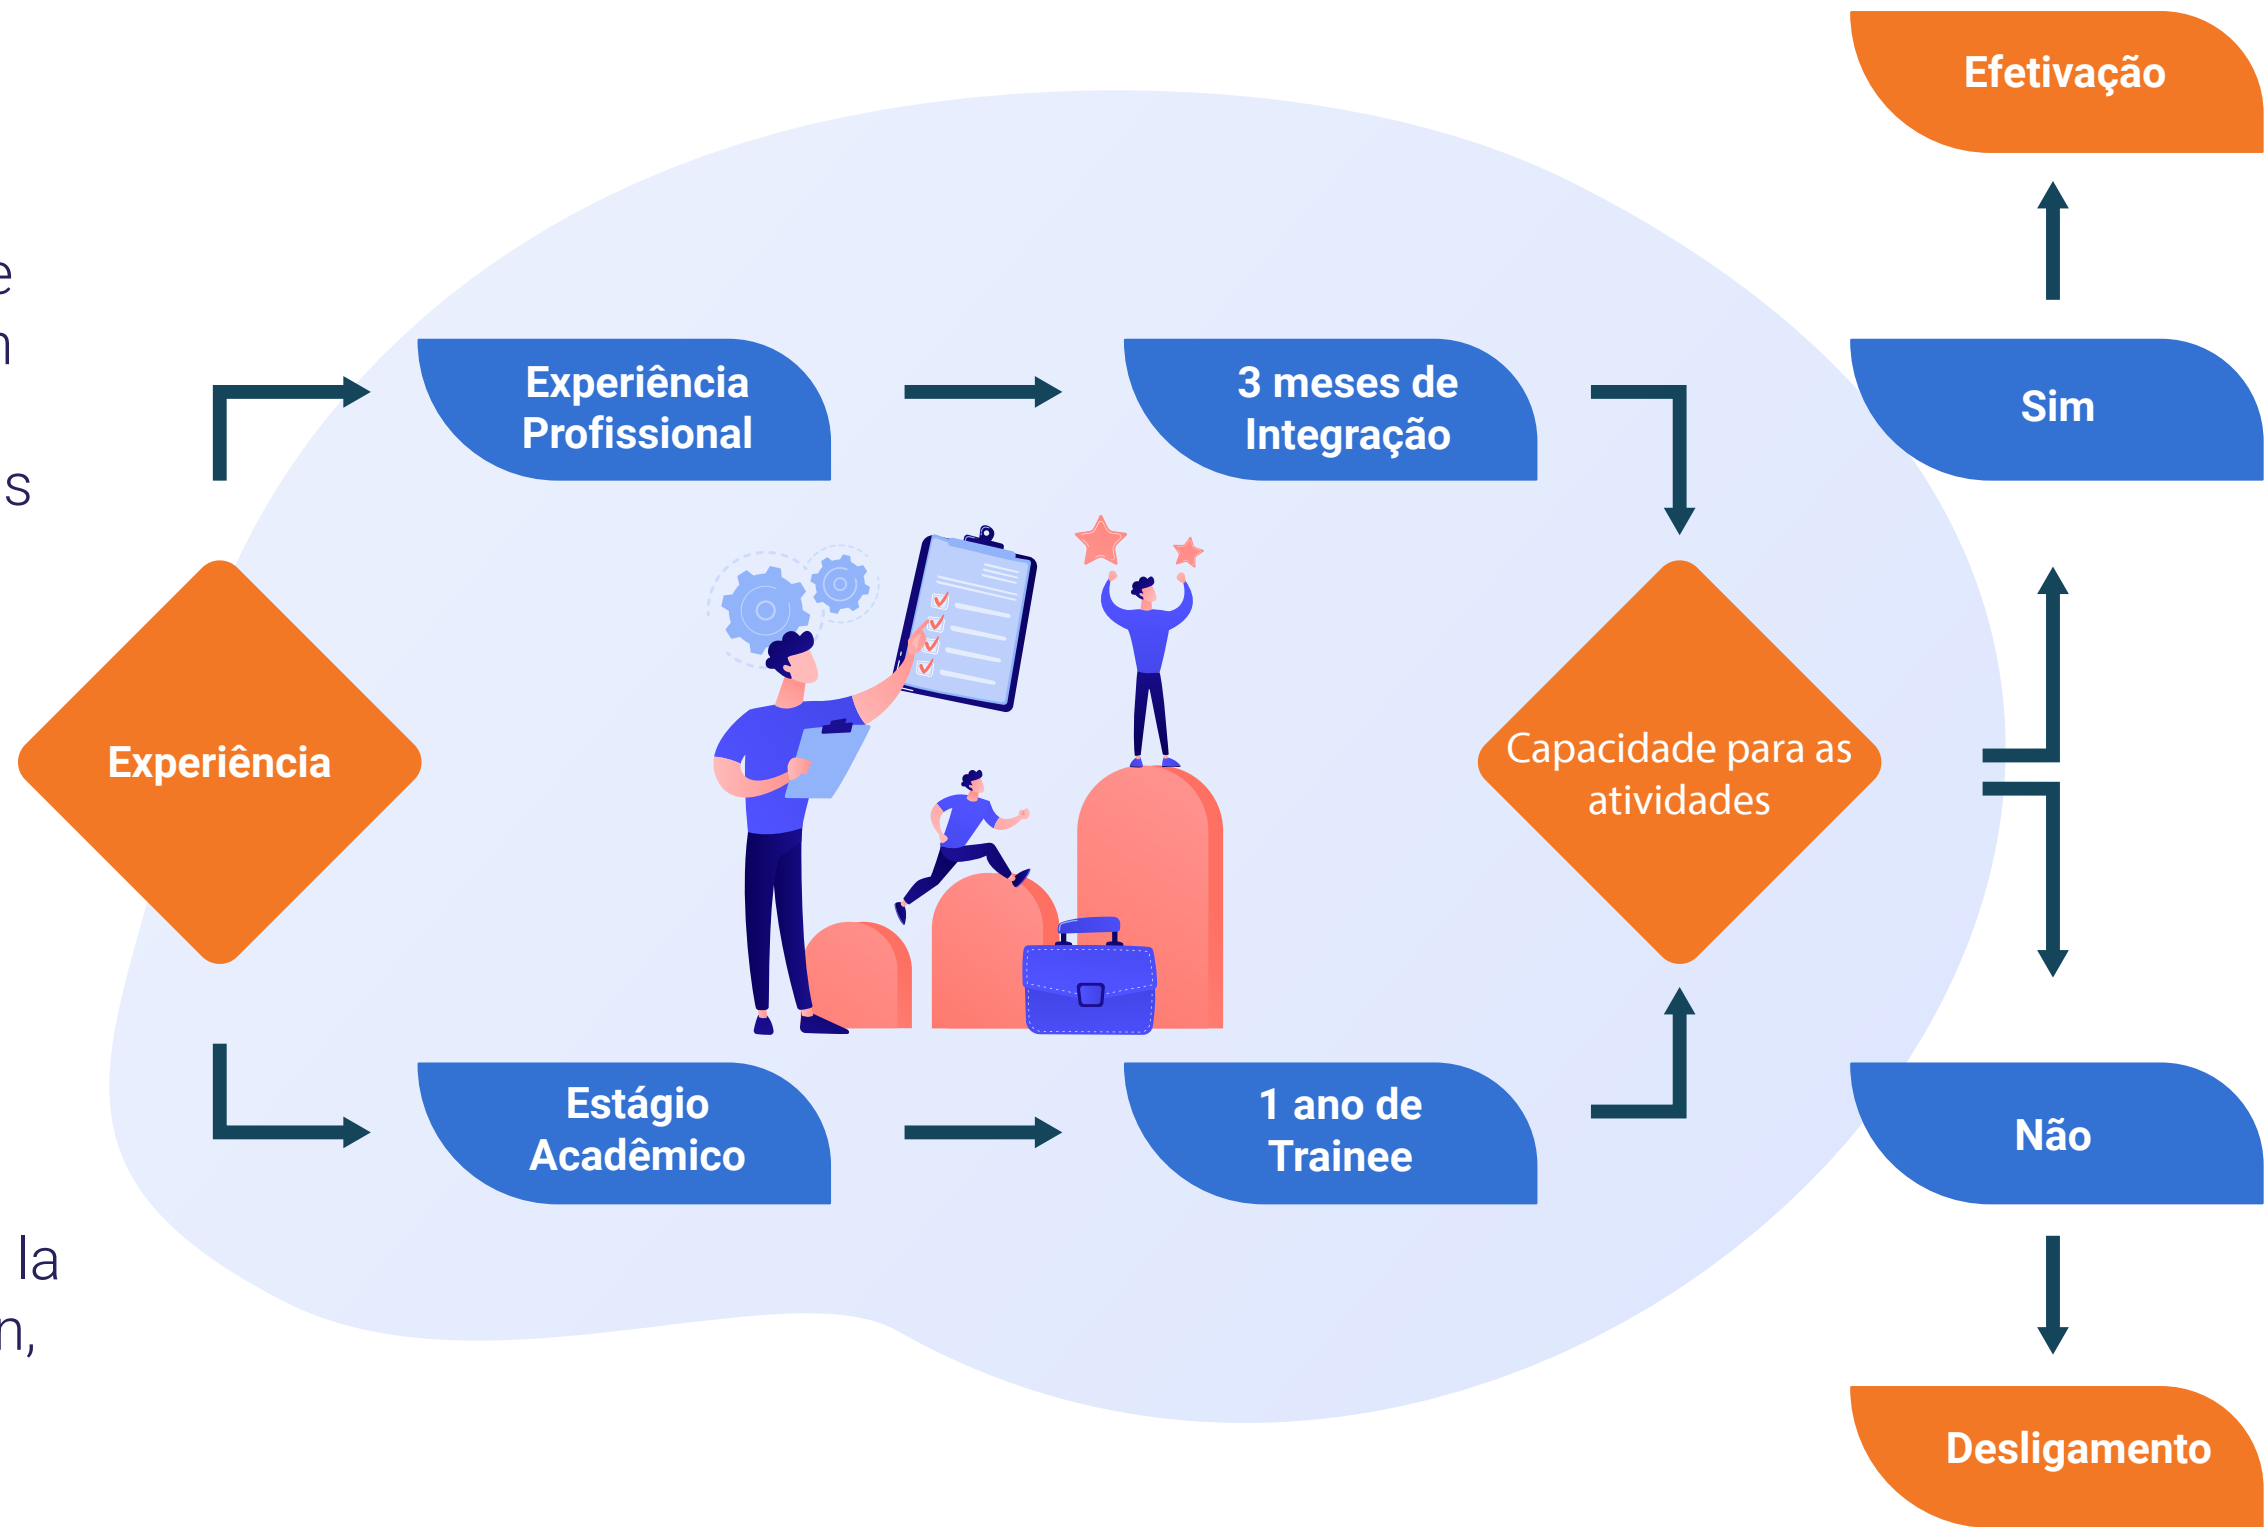 Efetivação
Experiência
Profissional
3 meses de
Integração
Sim
s
Experiência
Capacidade para as
atividades
Estágio
Acadêmico
1 ano de
Trainee
Não
la
n,
Desligamento